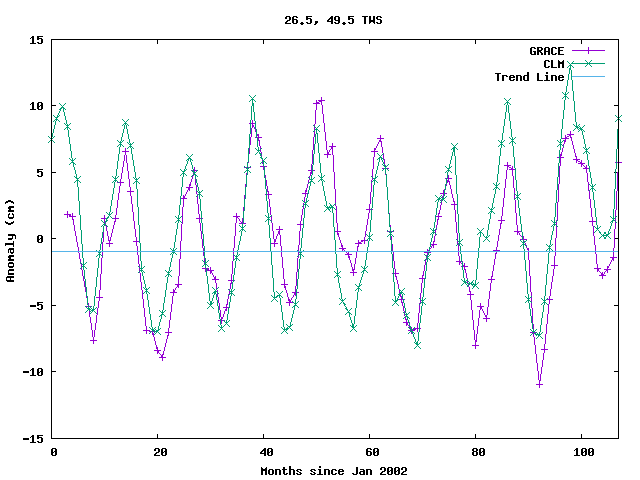 26.5, 49.5 TWS
GRACE
CLM
Trend Line
15
10
5
0
-5
-10
-15
Anomaly (cm)
0 20 40 60 80 100
Months since Jan 2002